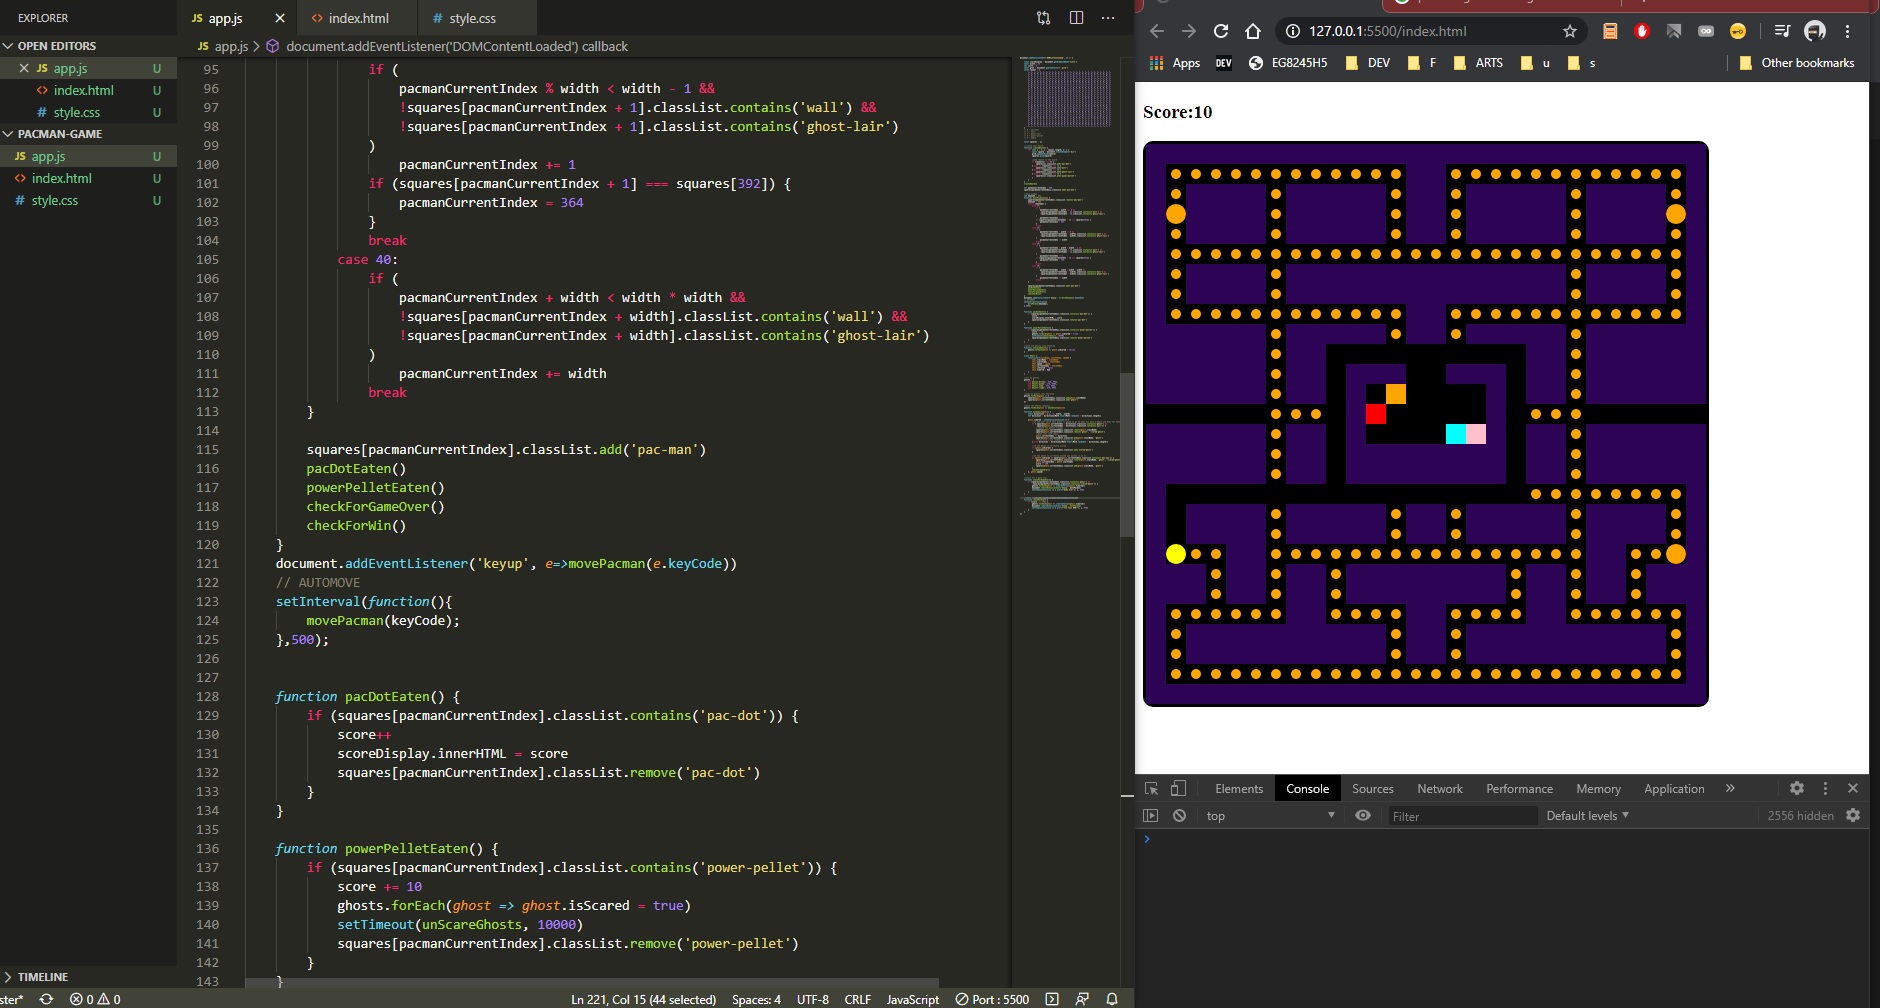 EXPLORER
OPEN EDITORS
JS app.js U
<> index.html U
# style.css U
PACMAN-GAME
JS app.js U
<> index.html U
# style.css U
TIMELINE
JS app.js
<> index.html
# style.css
JS app.js > document.addEventListener('DOMContentLoaded') callback
95 if (
96 pacmanCurrentIndex % width < width - 1 &&
97 !squares[pacmanCurrentIndex + 1].classList.contains('wall') &&
98 !squares[pacmanCurrentIndex + 1].classList.contains('ghost-lair')
99 )
100 pacmanCurrentIndex += 1
101 if (squares[pacmanCurrentIndex + 1] === squares[392]) {
102 pacmanCurrentIndex = 364
103 }
104 break
105 case 40:
106 if (
107 pacmanCurrentIndex + width < width * width &&
108 !squares[pacmanCurrentIndex + width].classList.contains('wall') &&
109 !squares[pacmanCurrentIndex + width].classList.contains('ghost-lair')
110 )
111 pacmanCurrentIndex += width
112 break
113 }
114
115 squares[pacmanCurrentIndex].classList.add('pac-man')
116 pacDotEaten()
117 powerPelletEaten()
118 checkForGameOver()
119 checkForWin()
120 }
121 document.addEventListener('keyup', e=>movePacman(e.keyCode))
122 // AUTOMOVE
123 setInterval(function(){
124 movePacman(keyCode);
125 },500);
126
127
128 function pacDotEaten() {
129 if (squares[pacmanCurrentIndex].classList.contains('pac-dot')) {
130 score++
131 scoreDisplay.innerHTML = score
132 squares[pacmanCurrentIndex].classList.remove('pac-dot')
133 }
134 }
135
136 function powerPelletEaten() {
137 if (squares[pacmanCurrentIndex].classList.contains('power-pellet')) {
138 score += 10
139 ghosts.forEach(ghost => ghost.isScared = true)
140 setTimeout(unScareGhosts, 10000)
141 squares[pacmanCurrentIndex].classList.remove('power-pellet')
142 }
143 }
ster* 0 0
Ln 221, Col 15 (44 selected) Spaces: 4 UTF-8 CRLF JavaScript Port : 5500
127.0.0.1:5500/index.html
Apps DEV EG8245H5 DEV F ARTS u s Other bookmarks
Score:10
Elements Console Sources Network Performance Memory Application »
top Filter Default levels 2556 hidden